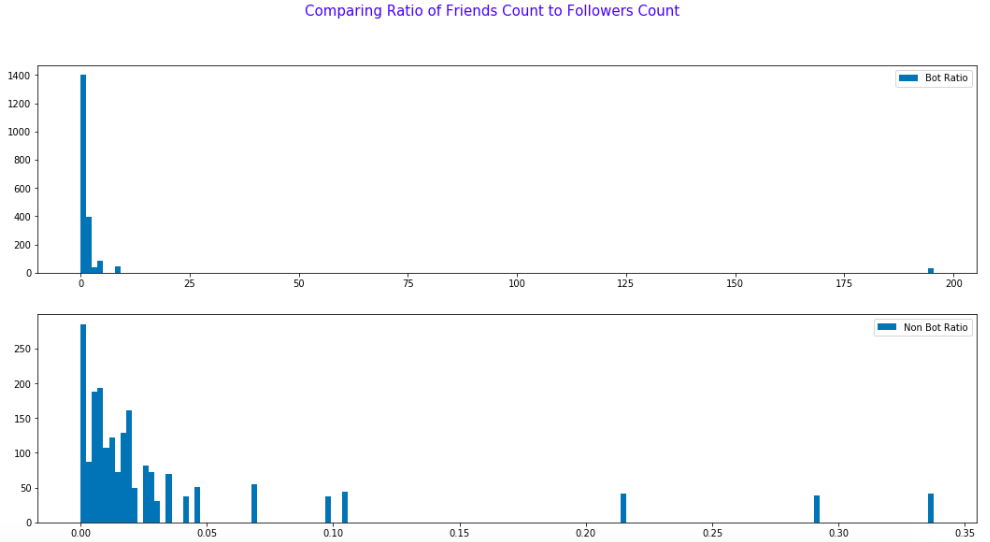 Comparing Ratio of Friends Count to Followers Count
1400
1200
1000
800
600
400
200
0
Bot Ratio
0 25 50 75 100 125 150 175 200
250
200
150
100
50
0
Non Bot Ratio
0.00 0.05 0.10 0.15 0.20 0.25 0.30 0.35